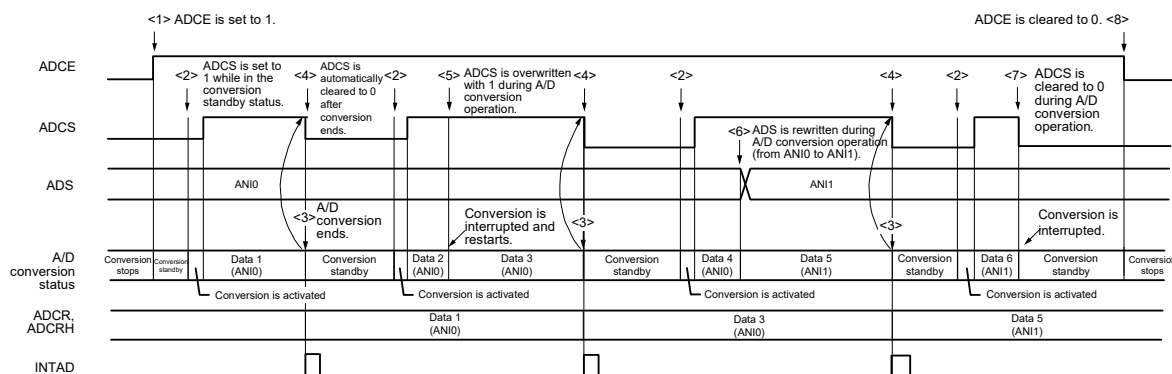 <1> ADCE is set to 1.
ADCE is cleared to 0. <8>
ADCE
<2>
ADCS is set to
1 while in the
conversion
standby status.
<4>
ADCS is
automatically
cleared to 0
after
conversion
ends.
<2>
<5>
ADCS is overwritten
with 1 during A/D
conversion
operation.
<4>
<2>
<4>
<2>
<7>
ADCS is
cleared to 0
during A/D
conversion
operation.
ADCS
<6>
ADS is rewritten during
A/D conversion operation
(from ANI0 to ANI1).
ADS
ANI0
ANI1
<3>
A/D
conversion
ends.
Conversion is
interrupted and
restarts.
<3>
<3>
Conversion is
interrupted.
A/D
conversion
status
Conversion
stops
Conversion
standby
Data 1
(ANI0)
Conversion
standby
Data 2
(ANI0)
Data 3
(ANI0)
Conversion
standby
Data 4
(ANI0)
Data 5
(ANI1)
Conversion
standby
Data 6
(ANI1)
Conversion
standby
Conversion
stops
Conversion is activated
Conversion is activated
Conversion is activated
Conversion is activated
ADCR,
ADCRH
Data 1
(ANI0)
Data 3
(ANI0)
Data 5
(ANI1)
INTAD